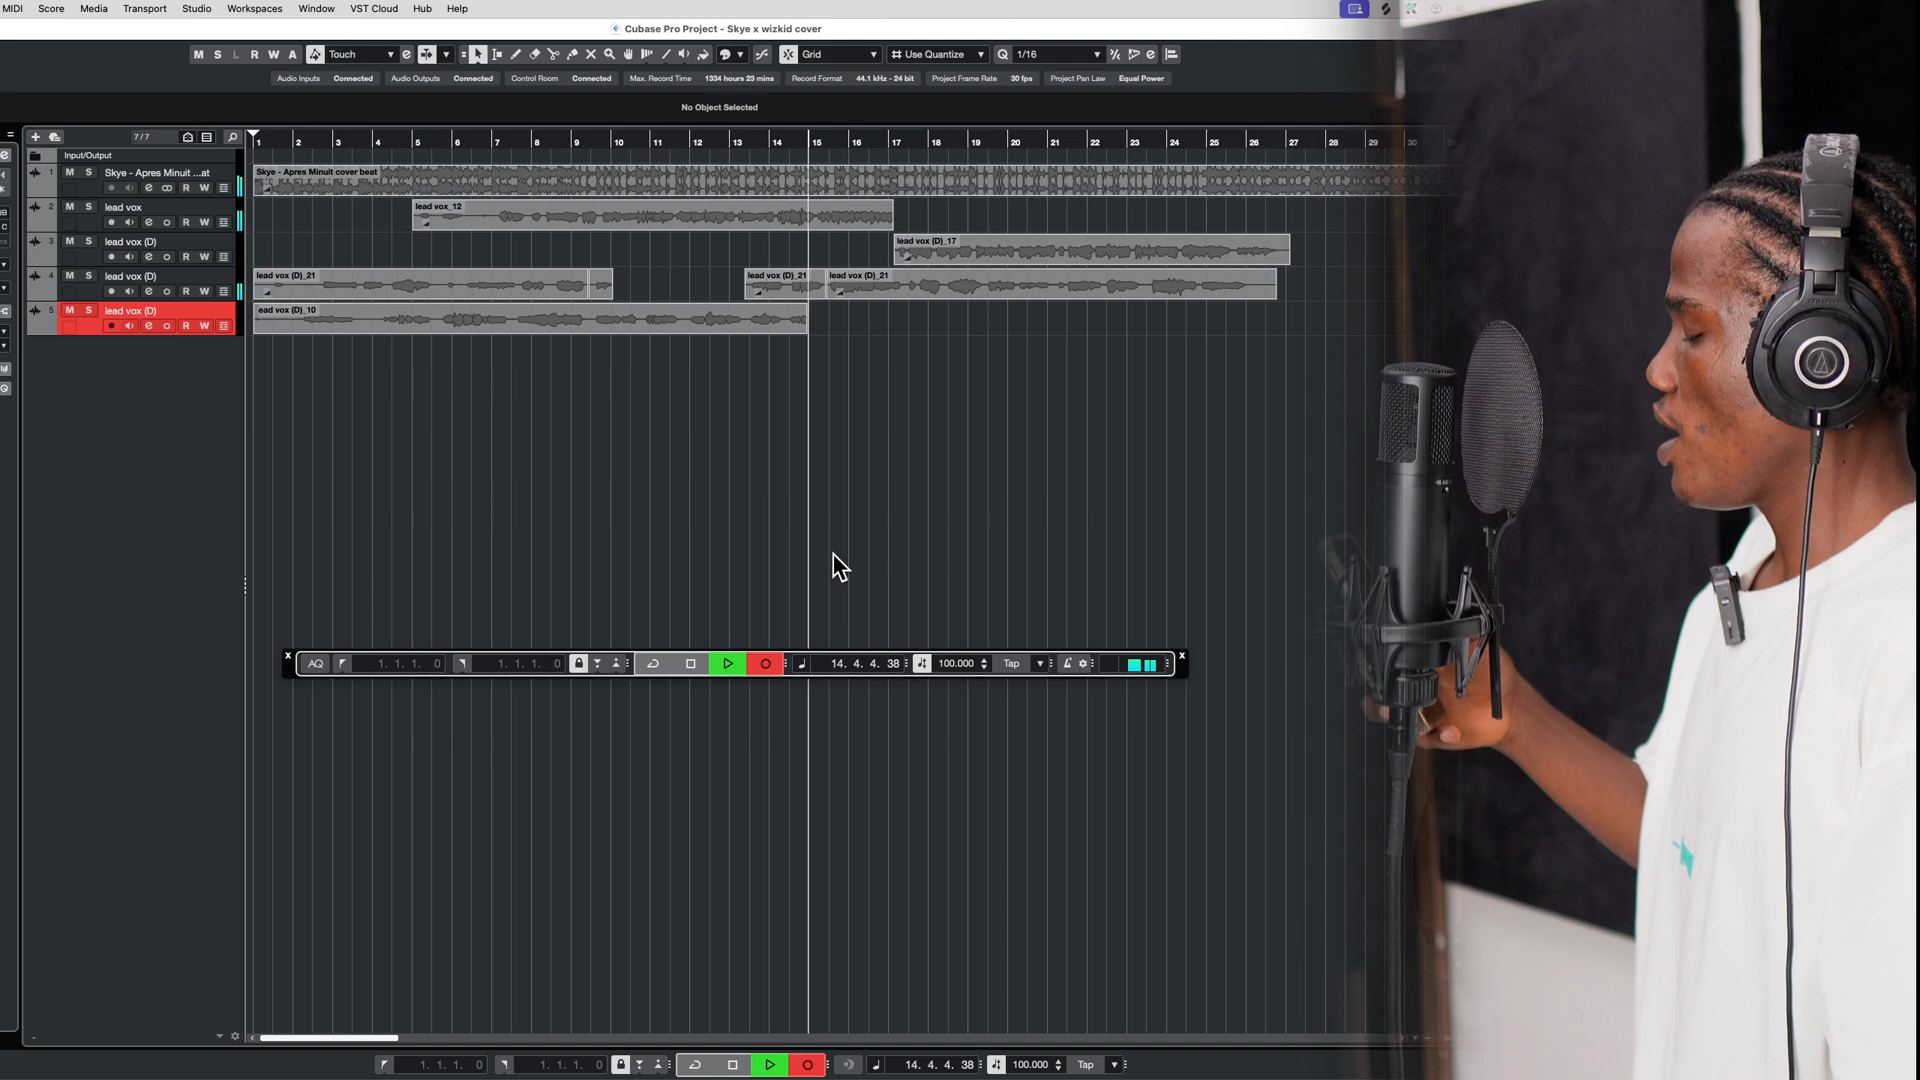 MIDI Score Media Transport Studio Workspaces Window VST Cloud Hub Help
Cubase Pro Project - Skye x wizkid cover
M S L R W A Touch Grid Use Quantize Q 1/16
Audio Inputs Connected Audio Outputs Connected Control Room Connected Max. Record Time 1334 hours 23 mins Record Format 44.1 kHz - 24 bit Project Frame Rate 30 fps Project Pan Law Equal Power
No Object Selected
7/7
1 2 3 4 5 6 7 8 9 10 11 12 13 14 15 16 17 18 19 20 21 22 23 24 25 26 27 28 29 30
Input/Output
1 M S Skye - Apres Minuit ...at
R W
Skye - Apres Minuit cover beat
2 M S lead vox
R W
lead vox_12
3 M S lead vox (D)
R W
lead vox (D)_17
4 M S lead vox (D)
R W
lead vox (D)_21 lead vox (D)_21 lead vox (D)_21
5 M S lead vox (D)
R W
ead vox (D)_10
x AQ 1. 1. 1. 0 1. 1. 1. 0 14. 4. 4. 38 100.000 Tap x
1. 1. 1. 0 1. 1. 1. 0 14. 4. 4. 38 100.000 Tap